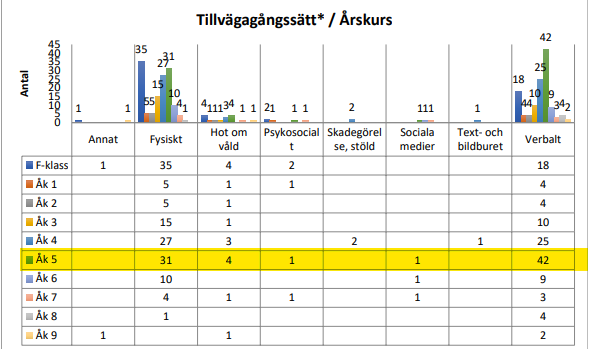 Tillvägagångssätt* / Årskurs
Antal
45
40
35
30
25
20
15
10
5
0
1 1
35 5 5 15 27 31 10 4 1
4 1 1 1 3 4 1 1
2 1 1 1
2
1 1 1
1
18 4 4 10 25 42 9 3 4 2
Annat Fysiskt Hot om våld Psykosocialt Skadegörelse, stöld Sociala medier Text- och bildburet Verbalt
F-klass 1 35 4 2 18
Åk 1 5 1 1 4
Åk 2 5 1 4
Åk 3 15 1 10
Åk 4 27 3 2 1 25
Åk 5 31 4 1 1 42
Åk 6 10 1 9
Åk 7 4 1 1 1 3
Åk 8 1 4
Åk 9 1 1 2